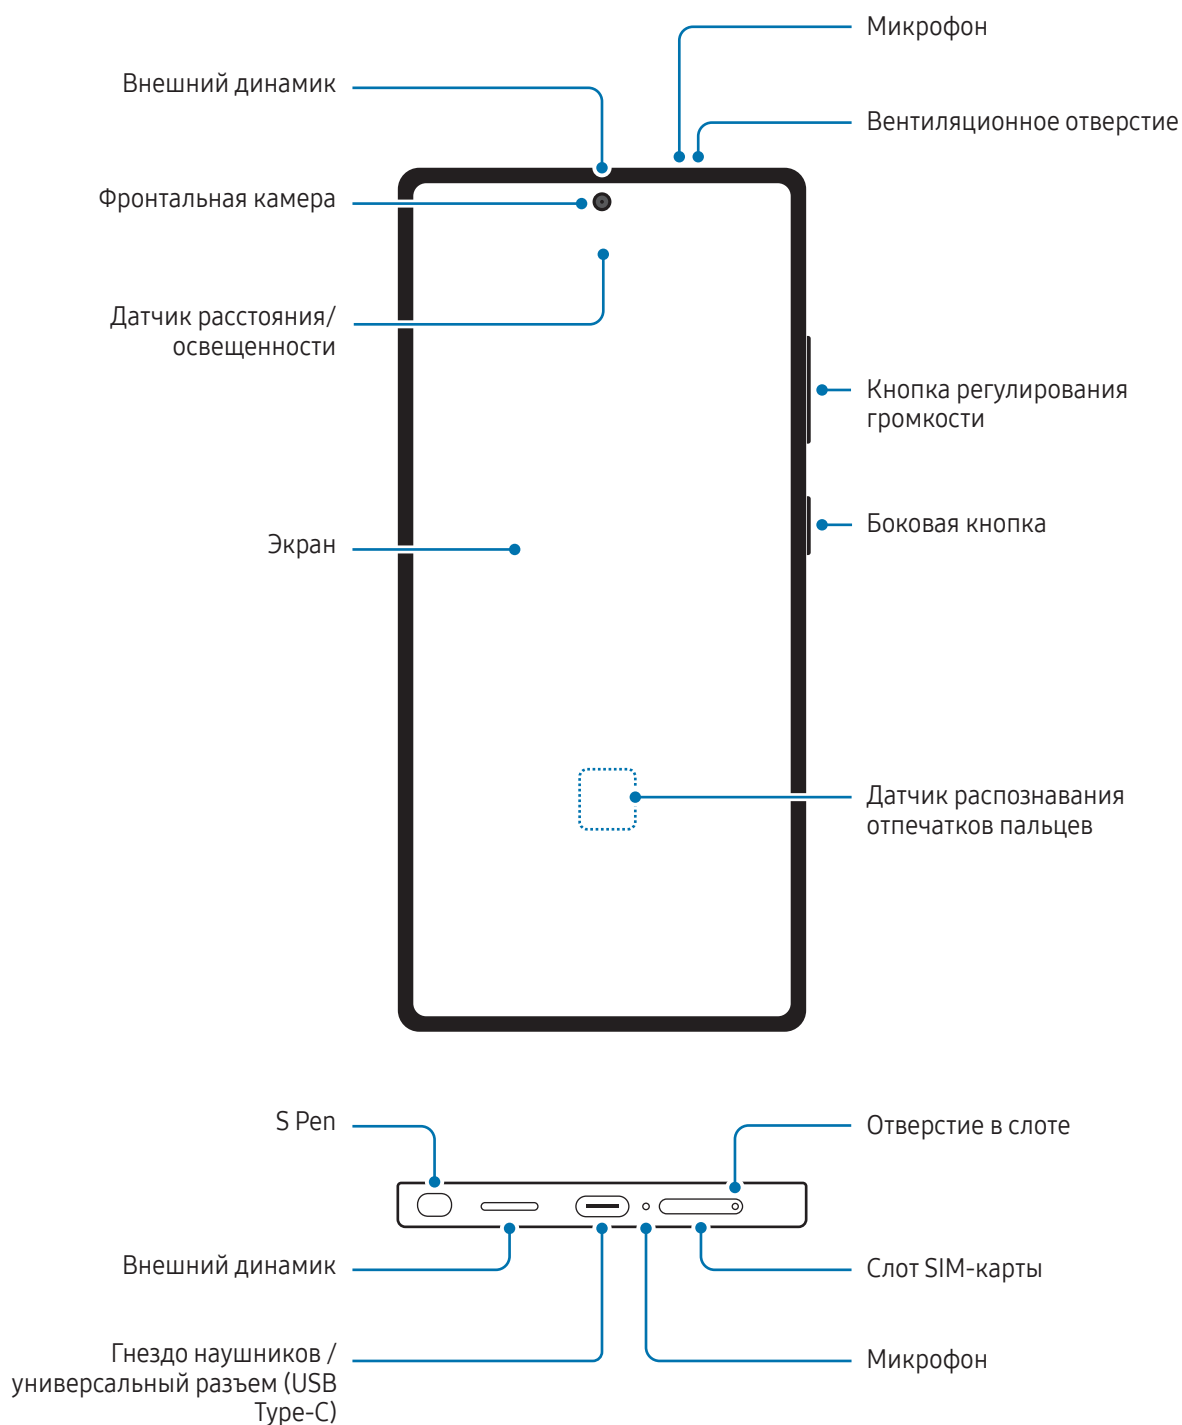 Микрофон
Внешний динамик
Вентиляционное отверстие
Фронтальная камера
Датчик расстояния/
освещенности
Кнопка регулирования
громкости
Боковая кнопка
Экран
Датчик распознавания
отпечатков пальцев
S Pen
Отверстие в слоте
Внешний динамик
Слот SIM-карты
Гнездо наушников /
универсальный разъем (USB
Type-C)
Микрофон